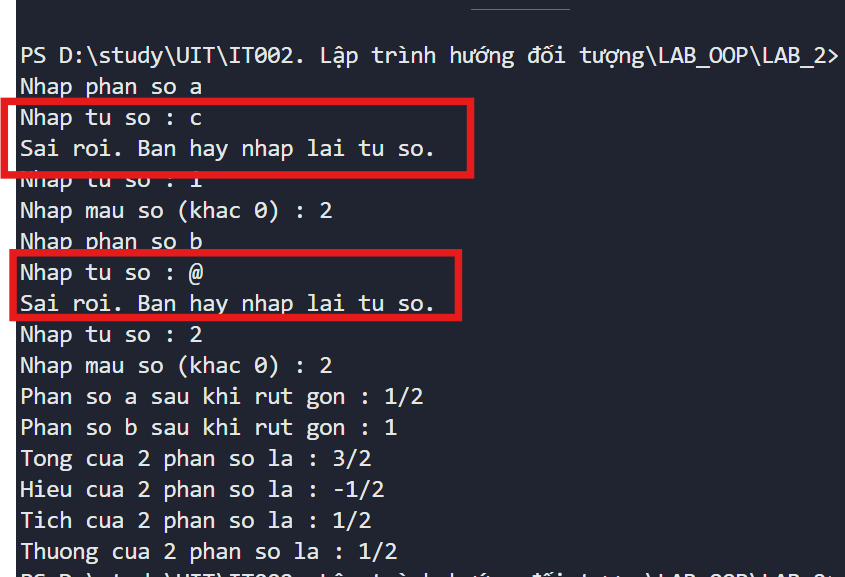 PS D:\study\UIT\IT002. Lập trình hướng đối tượng\LAB_OOP\LAB_2>
Nhap phan so a
Nhap tu so : c
Sai roi. Ban hay nhap lai tu so.
Nhap tu so : 1
Nhap mau so (khac 0) : 2
Nhap phan so b
Nhap tu so : @
Sai roi. Ban hay nhap lai tu so.
Nhap tu so : 2
Nhap mau so (khac 0) : 2
Phan so a sau khi rut gon : 1/2
Phan so b sau khi rut gon : 1
Tong cua 2 phan so la : 3/2
Hieu cua 2 phan so la : -1/2
Tich cua 2 phan so la : 1/2
Thuong cua 2 phan so la : 1/2